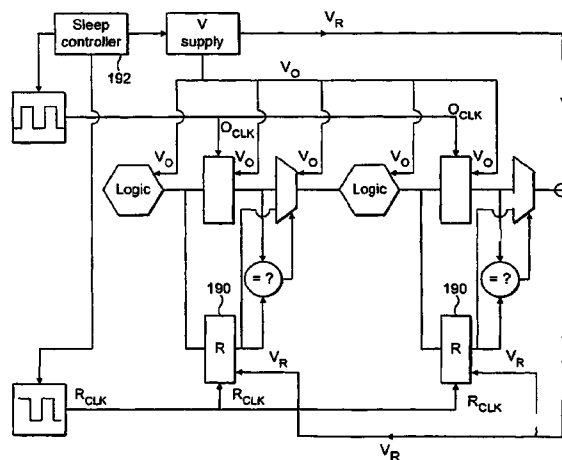 Sleep controller
192
V supply
V_R
V_O
O_CLK
O_CLK
V_O
V_O
V_O
V_O
V_O
Logic
Logic
= ?
= ?
190
190
R
R
V_R
V_R
R_CLK
R_CLK
R_CLK
V_R